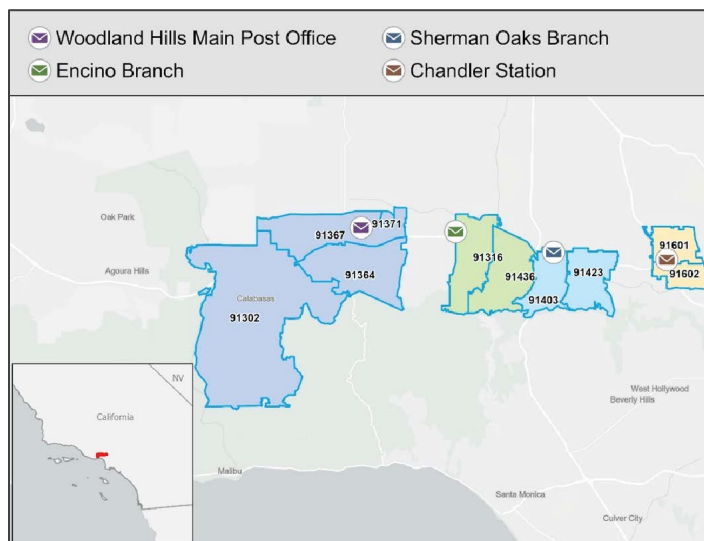 Woodland Hills Main Post Office
Sherman Oaks Branch
Encino Branch
Chandler Station
Oak Park
91371
91367
91601
Agoura Hills
91364
91316
91436
91423
91602
Calabasas
91403
91302
NV
California
West Hollywood
Beverly Hills
Malibu
Santa Monica
Culver City